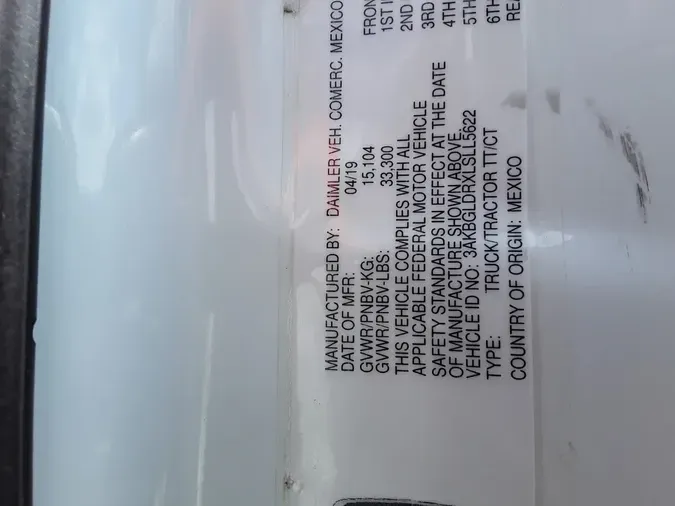 MANUFACTURED BY: DAIMLER VEH. COMERC. MEXICO
DATE OF MFR: 04/19
GVWR/PNBV-KG: 15,104
GVWR/PNBV-LBS: 33,300
THIS VEHICLE COMPLIES WITH ALL
APPLICABLE FEDERAL MOTOR VEHICLE
SAFETY STANDARDS IN EFFECT AT THE DATE
OF MANUFACTURE SHOWN ABOVE.
VEHICLE ID NO: 3AKBGLDRXLSLL5622
TYPE: TRUCK/TRACTOR TT/CT
COUNTRY OF ORIGIN: MEXICO
FRON
1ST I
2ND
3RD
4TH
5TH
6TH
REA